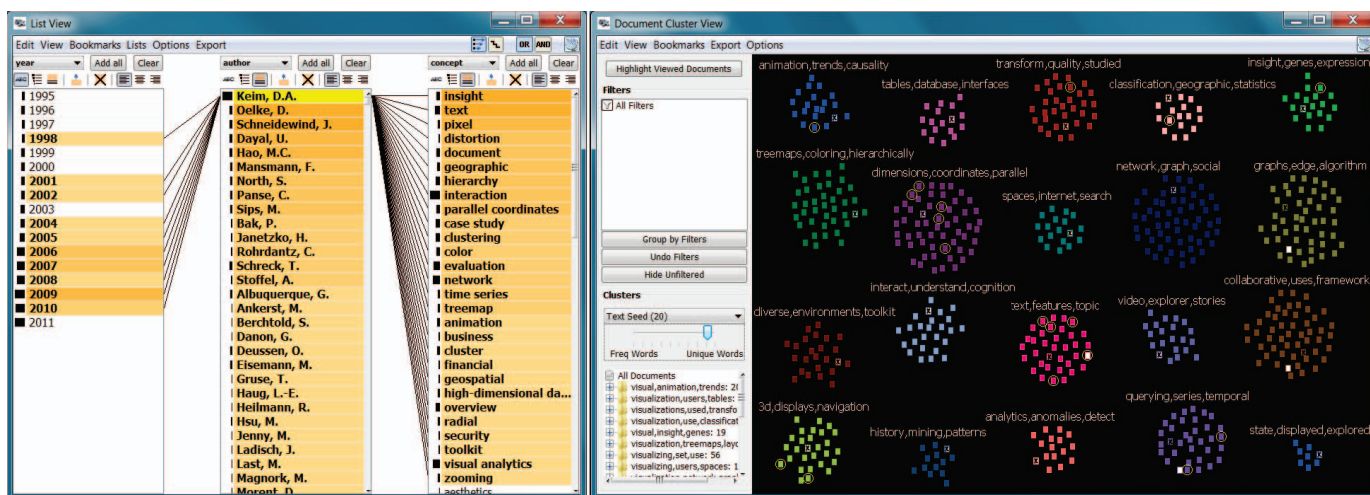 List View
Edit View Bookmarks Lists Options Export
OR AND
year Add all Clear
author Add all Clear
concept Add all Clear
1995
1996
1997
1998
1999
2000
2001
2002
2003
2004
2005
2006
2007
2008
2009
2010
2011
Keim, D.A.
Oelke, D.
Schneidewind, J.
Dayal, U.
Hao, M.C.
Mansmann, F.
North, S.
Panse, C.
Sips, M.
Bak, P.
Janetzko, H.
Rohrdantz, C.
Schreck, T.
Stoffel, A.
Albuquerque, G.
Ankerst, M.
Berchtold, S.
Danon, G.
Deussen, O.
Eisemann, M.
Gruse, T.
Haug, L.-E.
Heilmann, R.
Hsu, M.
Jenny, M.
Ladisch, J.
Last, M.
Magnork, M.
Morent, D.
insight
text
pixel
distortion
document
geographic
hierarchy
interaction
parallel coordinates
case study
clustering
color
evaluation
network
time series
treemap
animation
business
cluster
financial
geospatial
high-dimensional da...
overview
radial
security
toolkit
visual analytics
zooming
aesthetics
Document Cluster View
Edit View Bookmarks Export Options
Highlight Viewed Documents
Filters
All Filters
Group by Filters
Undo Filters
Hide Unfiltered
Clusters
Text Seed (20)
Freq Words Unique Words
All Documents
visual,animation,trends: 20
visualization,users,tables:
visualizations,used,transfo
visualization,use,classificat
visual,insight,genes: 19
visualization,treemaps,layo
visualizing,set,use: 56
visualizing,users,spaces: 1
animation,trends,causality
tables,database,interfaces
transform,quality,studied
classification,geographic,statistics
insight,genes,expression
treemaps,coloring,hierarchically
dimensions,coordinates,parallel
spaces,internet,search
network,graph,social
graphs,edge,algorithm
diverse,environments,toolkit
interact,understand,cognition
text,features,topic
video,explorer,stories
collaborative,uses,framework
3d,displays,navigation
history,mining,patterns
analytics,anomalies,detect
querying,series,temporal
state,displayed,explored